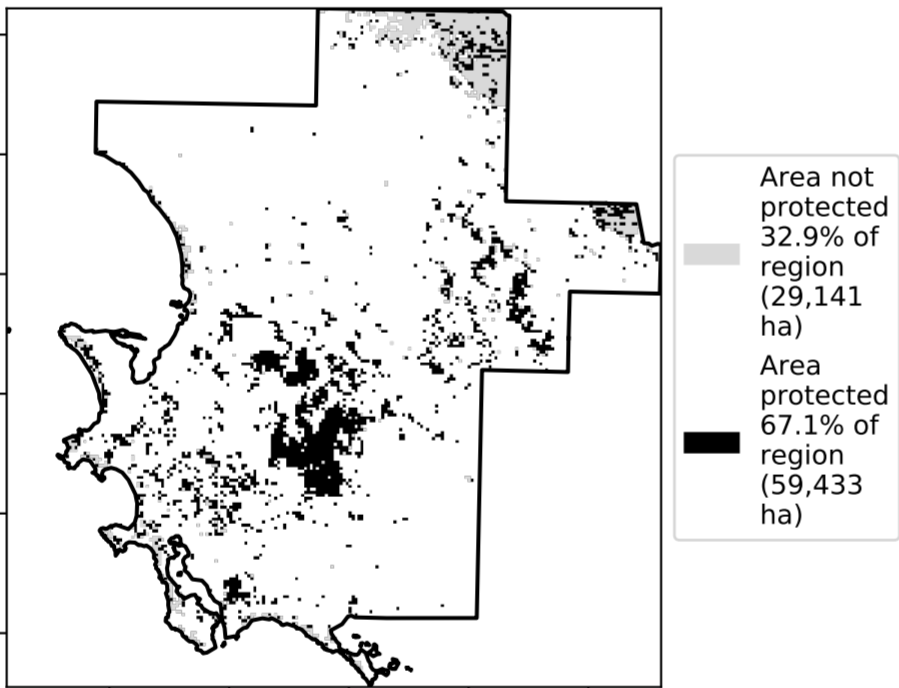 Area not
protected
32.9% of
region
(29,141
ha)
Area
protected
67.1% of
region
(59,433
ha)